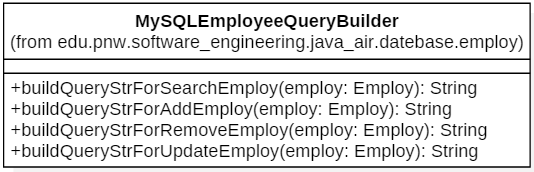 MySQLEmployeeQueryBuilder
(from edu.pnw.software_engineering.java_air.datebase.employ)
+buildQueryStrForSearchEmploy(employ: Employ): String
+buildQueryStrForAddEmploy(employ: Employ): String
+buildQueryStrForRemoveEmploy(employ: Employ): String
+buildQueryStrForUpdateEmploy(employ: Employ): String